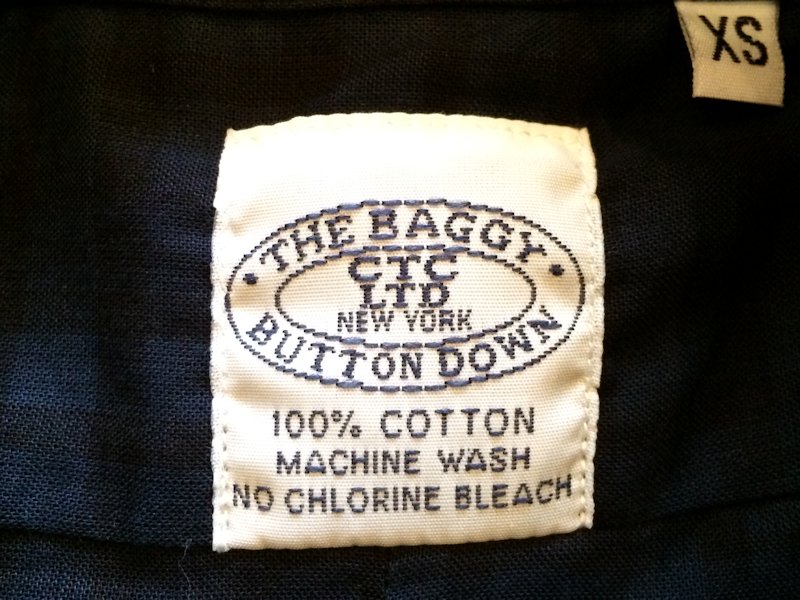 XS
THE BAGGY
CTC
LTD
NEW YORK
BUTTON DOWN
100% COTTON
MACHINE WASH
NO CHLORINE BLEACH